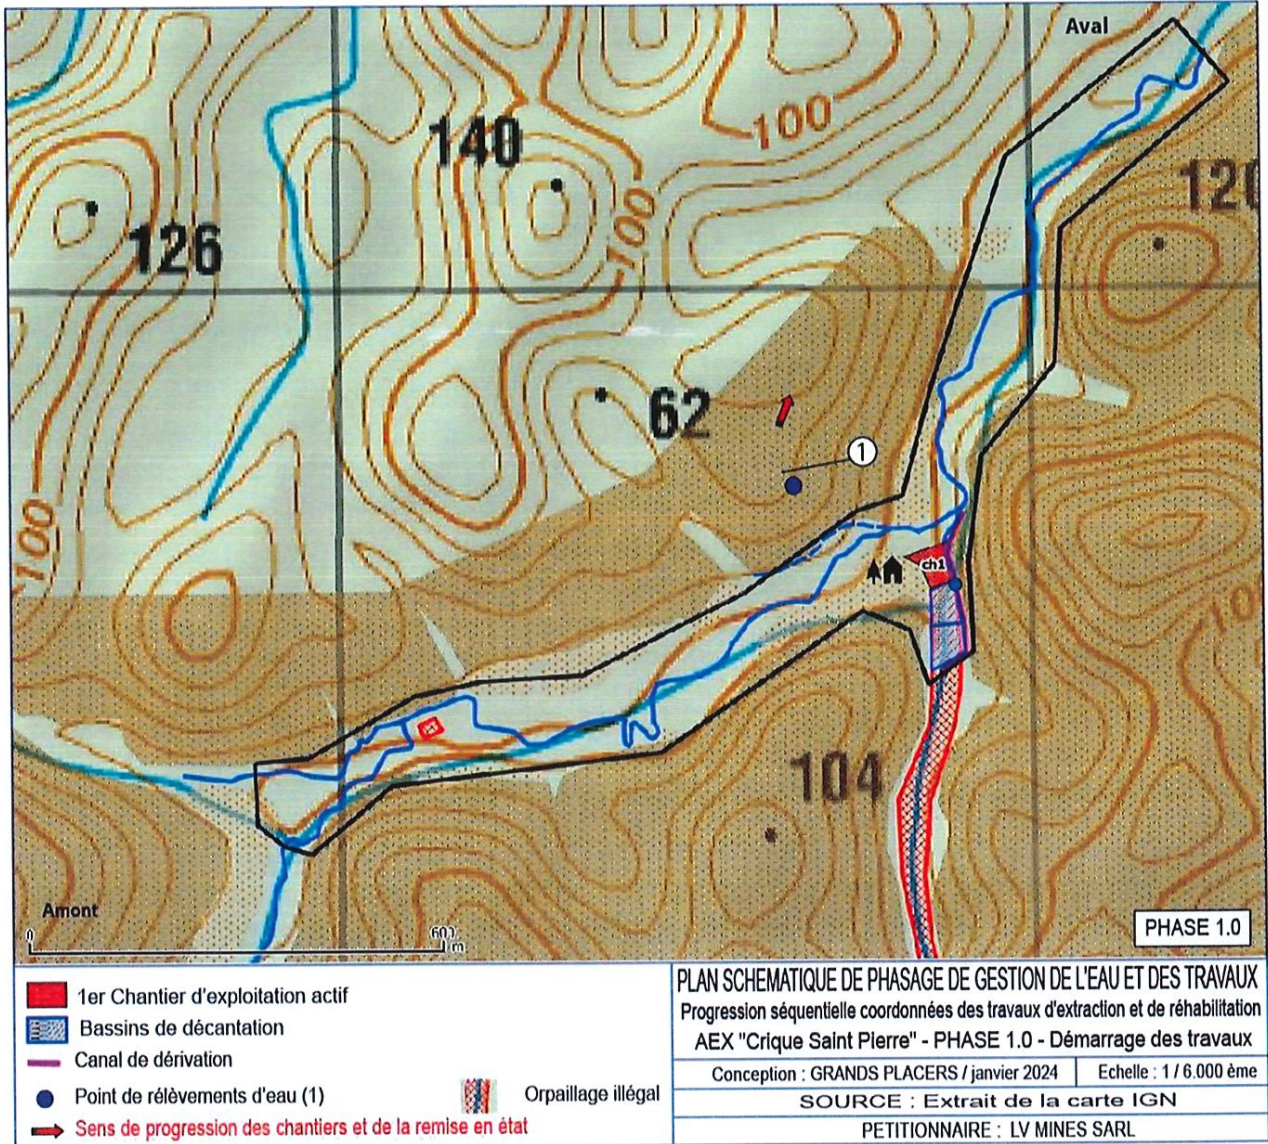 Aval
140
100
126
100
120
62
1
100
ch1
104
Amont
0
600
m
PHASE 1.0
1er Chantier d'exploitation actif
Bassins de décantation
Canal de dérivation
Point de rélèvements d'eau (1)
Orpaillage illégal
Sens de progression des chantiers et de la remise en état
PLAN SCHEMATIQUE DE PHASAGE DE GESTION DE L'EAU ET DES TRAVAUX
Progression séquentielle coordonnées des travaux d'extraction et de réhabilitation
AEX "Crique Saint Pierre" - PHASE 1.0 - Démarrage des travaux
Conception : GRANDS PLACERS / janvier 2024
Echelle : 1 / 6.000 ème
SOURCE : Extrait de la carte IGN
PETITIONNAIRE : LV MINES SARL